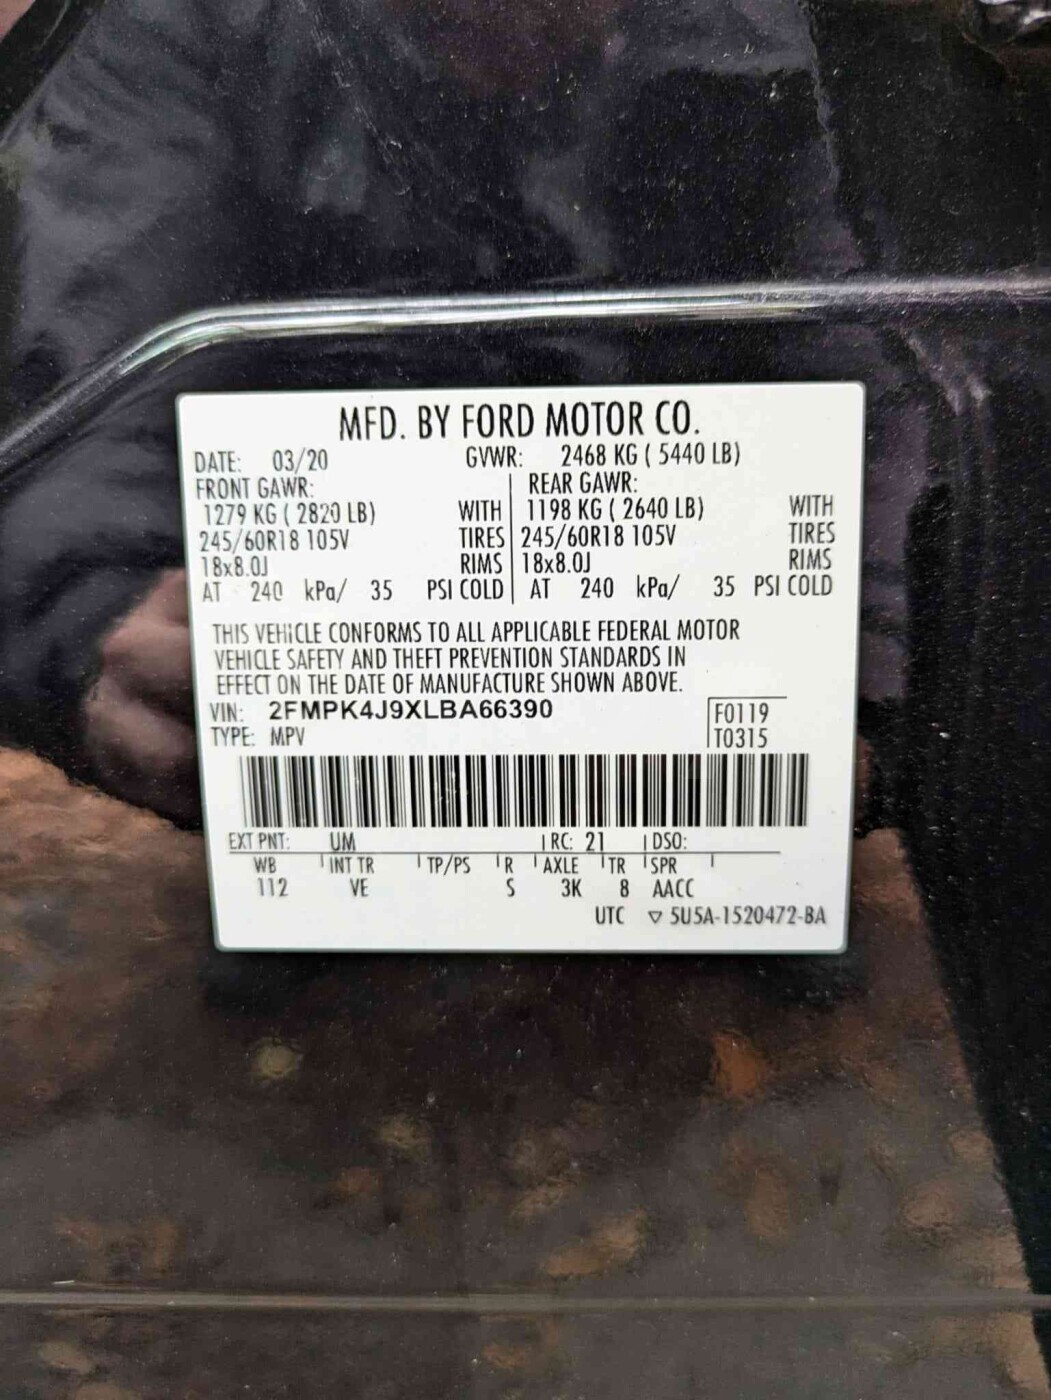 MFD. BY FORD MOTOR CO.
DATE: 03/20 GVWR: 2468 KG ( 5440 LB)
FRONT GAWR: REAR GAWR:
1279 KG ( 2820 LB) WITH 1198 KG ( 2640 LB) WITH
245/60R18 105V TIRES 245/60R18 105V TIRES
18x8.0J RIMS 18x8.0J RIMS
AT 240 kPa/ 35 PSI COLD AT 240 kPa/ 35 PSI COLD
THIS VEHICLE CONFORMS TO ALL APPLICABLE FEDERAL MOTOR
VEHICLE SAFETY AND THEFT PREVENTION STANDARDS IN
EFFECT ON THE DATE OF MANUFACTURE SHOWN ABOVE.
VIN: 2FMPK4J9XLBA66390 F0119
TYPE: MPV T0315
EXT PNT: UM RC: 21 DSO:
WB INT TR TP/PS R AXLE TR SPR
112 VE S 3K 8 AACC
UTC ▽ 5U5A-1520472-BA